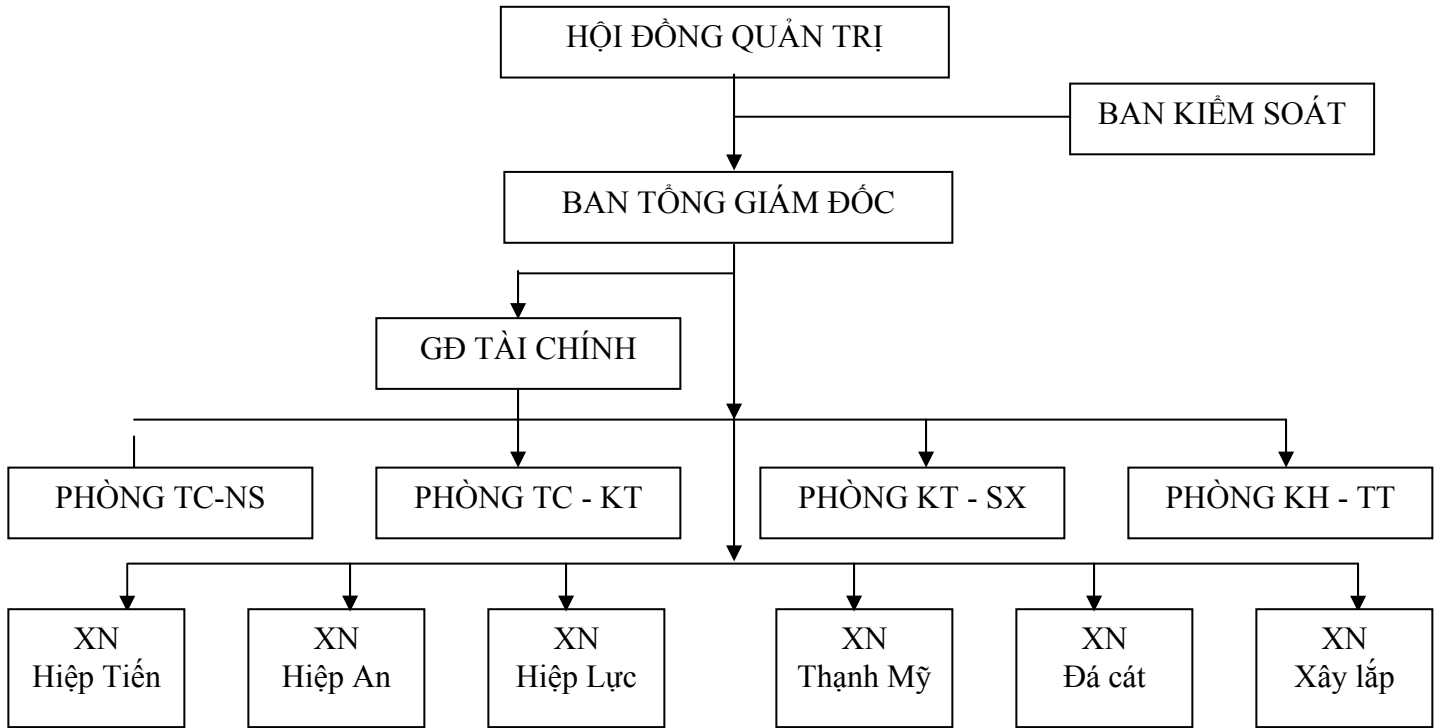 HỘI ĐỒNG QUẢN TRỊ
BAN KIỂM SOÁT
BAN TỔNG GIÁM ĐỐC
GĐ TÀI CHÍNH
PHÒNG TC-NS
PHÒNG TC - KT
PHÒNG KT - SX
PHÒNG KH - TT
XN
Hiệp Tiến
XN
Hiệp An
XN
Hiệp Lực
XN
Thạnh Mỹ
XN
Đá cát
XN
Xây lắp